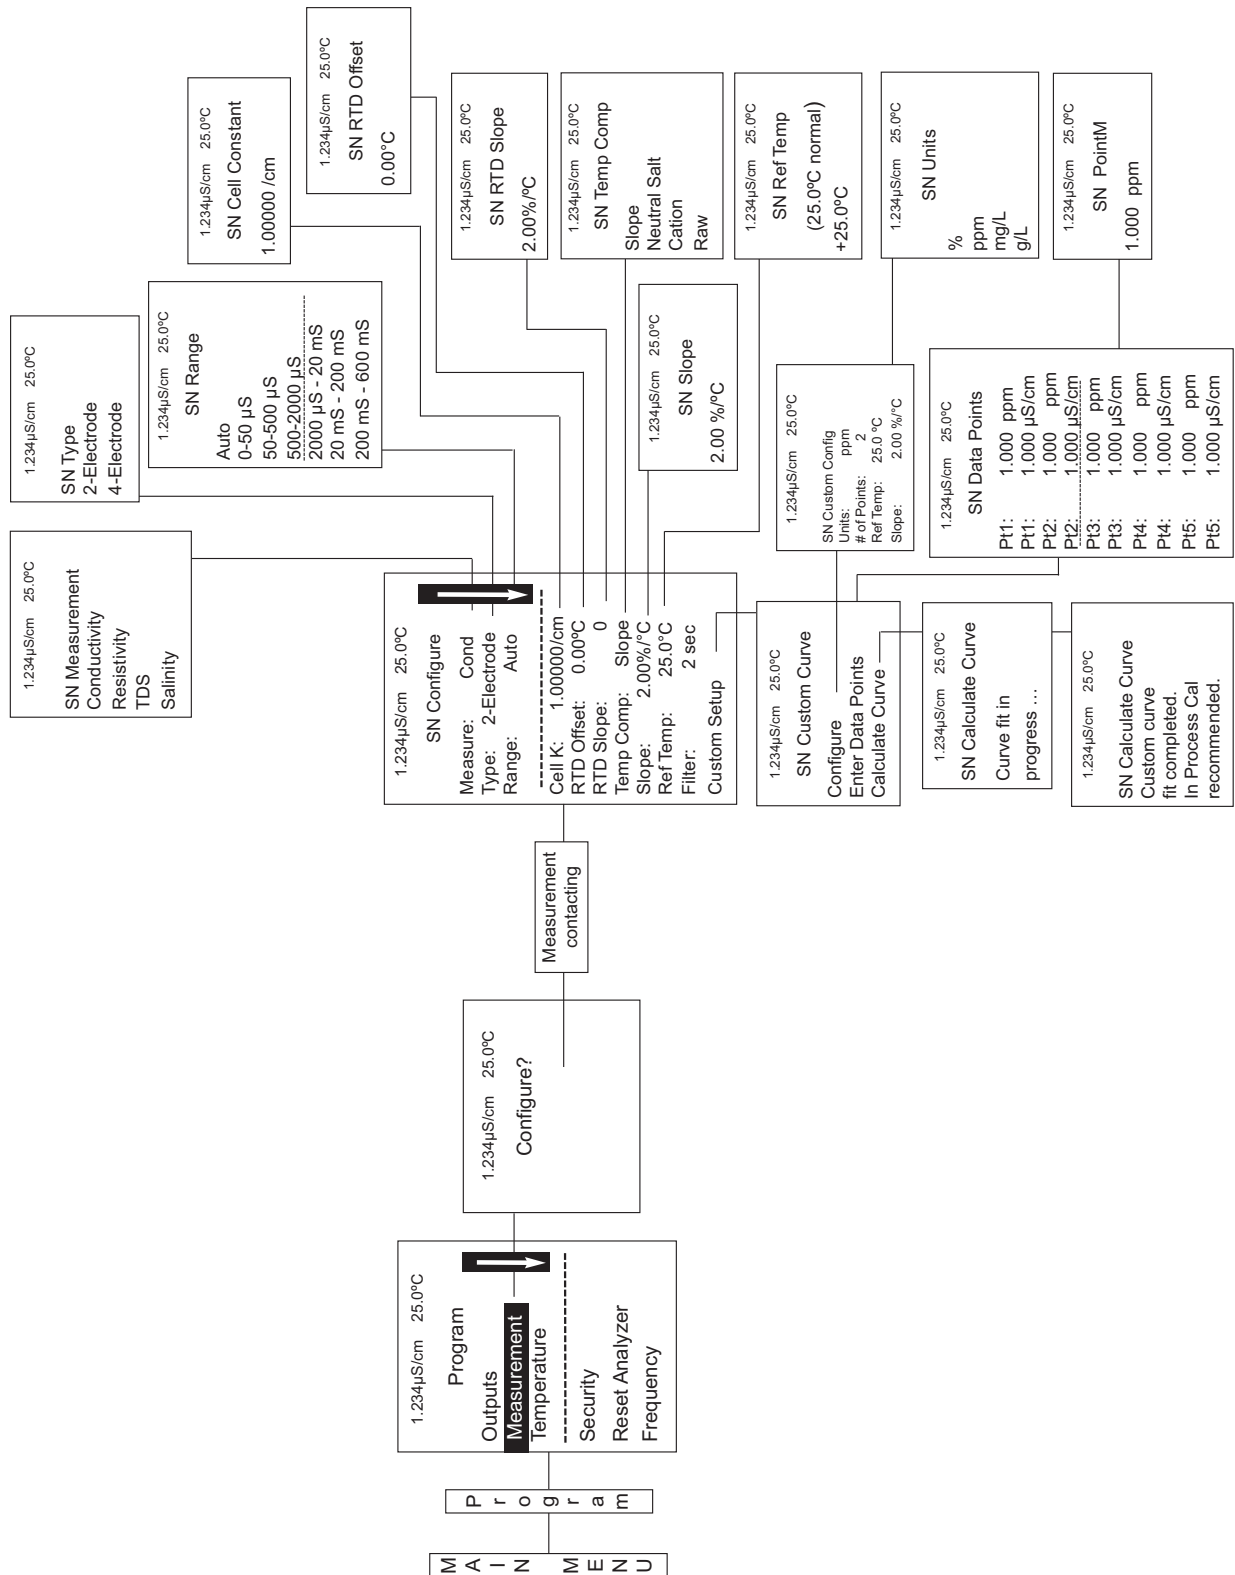 MAIN MENU
Program
1.234µS/cm 25.0ºC
Program
Outputs
Measurement
Temperature
Security
Reset Analyzer
Frequency
1.234µS/cm 25.0ºC
Configure?
Measurement
contacting
1.234µS/cm 25.0ºC
SN Configure
Measure: Cond
Type: 2-Electrode
Range: Auto
Cell K: 1.00000/cm
RTD Offset: 0.00ºC
RTD Slope: 0
Temp Comp: Slope
Slope: 2.00%/°C
Ref Temp: 25.0°C
Filter: 2 sec
Custom Setup
1.234µS/cm 25.0ºC
SN Measurement
Conductivity
Resistivity
TDS
Salinity
1.234µS/cm 25.0ºC
SN Type
2-Electrode
4-Electrode
1.234µS/cm 25.0ºC
SN Range
Auto
0-50 µS
50-500 µS
500-2000 µS
2000 µS - 20 mS
20 mS - 200 mS
200 mS - 600 mS
1.234µS/cm 25.0ºC
SN Cell Constant
1.00000 /cm
1.234µS/cm 25.0ºC
SN RTD Offset
0.00°C
1.234µS/cm 25.0ºC
SN RTD Slope
2.00%/ºC
1.234µS/cm 25.0ºC
SN Temp Comp
Slope
Neutral Salt
Cation
Raw
1.234µS/cm 25.0ºC
SN Slope
2.00 %/ºC
1.234µS/cm 25.0ºC
SN Ref Temp
(25.0ºC normal)
+25.0ºC
1.234µS/cm 25.0ºC
SN Custom Curve
Configure
Enter Data Points
Calculate Curve
1.234µS/cm 25.0ºC
SN Custom Config
Units: ppm
# of Points: 2
Ref Temp: 25.0 ºC
Slope: 2.00 %/°C
1.234µS/cm 25.0ºC
SN Units
%
ppm
mg/L
g/L
1.234µS/cm 25.0ºC
SN Data Points
Pt1: 1.000 ppm
Pt1: 1.000 µS/cm
Pt2: 1.000 ppm
Pt2: 1.000 µS/cm
Pt3: 1.000 ppm
Pt3: 1.000 µS/cm
Pt4: 1.000 ppm
Pt4: 1.000 µS/cm
Pt5: 1.000 ppm
Pt5: 1.000 µS/cm
1.234µS/cm 25.0ºC
SN PointM
1.000 ppm
1.234µS/cm 25.0ºC
SN Calculate Curve
Curve fit in
progress ...
1.234µS/cm 25.0ºC
SN Calculate Curve
Custom curve
fit completed.
In Process Cal
recommended.